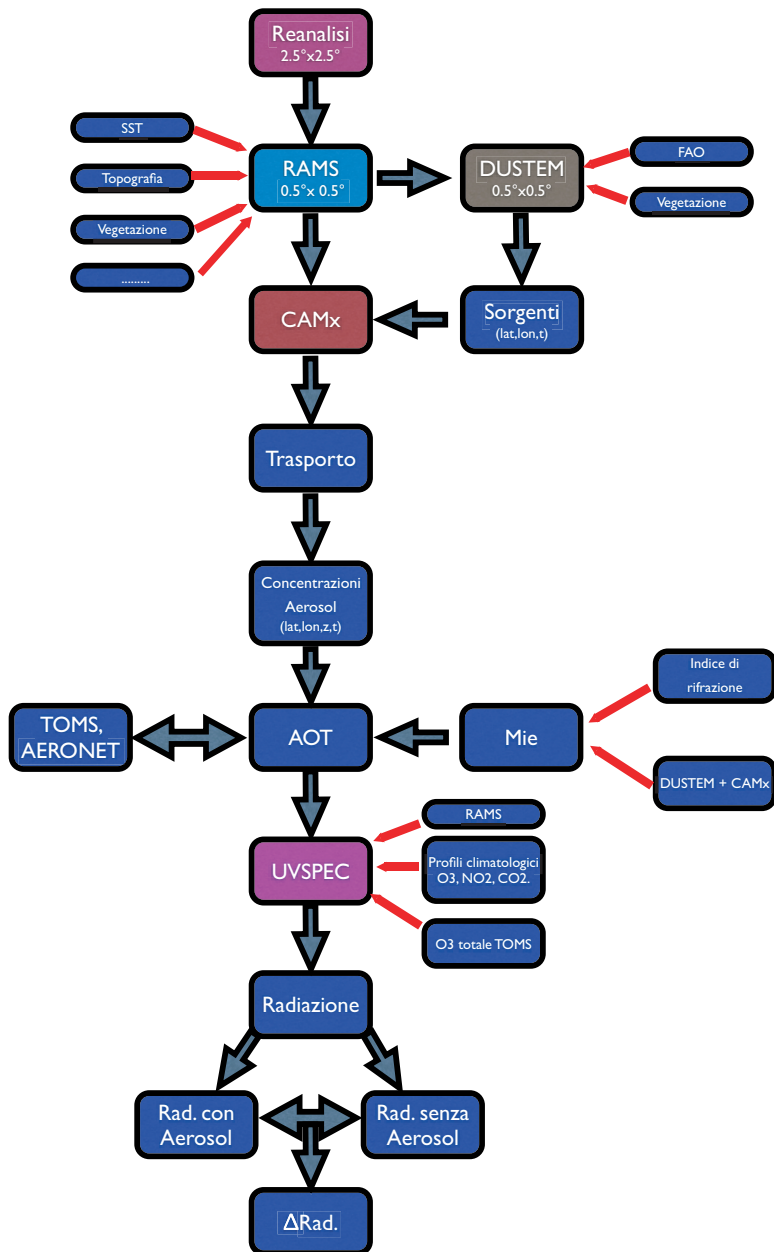 Reanalisi
2.5°x2.5°
SST
Topografia
Vegetazione
.........
RAMS
0.5°x 0.5°
DUSTEM
0.5°x0.5°
FAO
Vegetazione
CAMx
Sorgenti
(lat,lon,t)
Trasporto
Concentrazioni
Aerosol
(lat,lon,z,t)
Indice di
rifrazione
TOMS,
AERONET
AOT
Mie
DUSTEM + CAMx
RAMS
UVSPEC
Profili climatologici
O3, NO2, CO2.
O3 totale TOMS
Radiazione
Rad. con
Aerosol
Rad. senza
Aerosol
ΔRad.